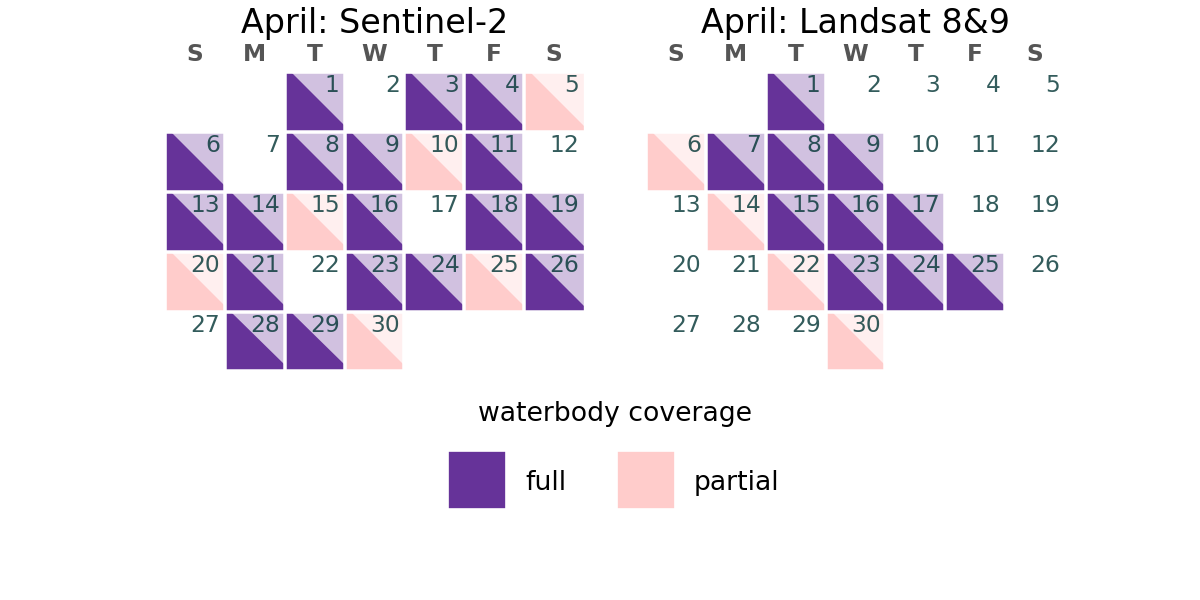 April: Sentinel-2
S M T W T F S
1 2 3 4 5
6 7 8 9 10 11 12
13 14 15 16 17 18 19
20 21 22 23 24 25 26
27 28 29 30
April: Landsat 8&9
S M T W T F S
1 2 3 4 5
6 7 8 9 10 11 12
13 14 15 16 17 18 19
20 21 22 23 24 25 26
27 28 29 30
waterbody coverage
full
partial